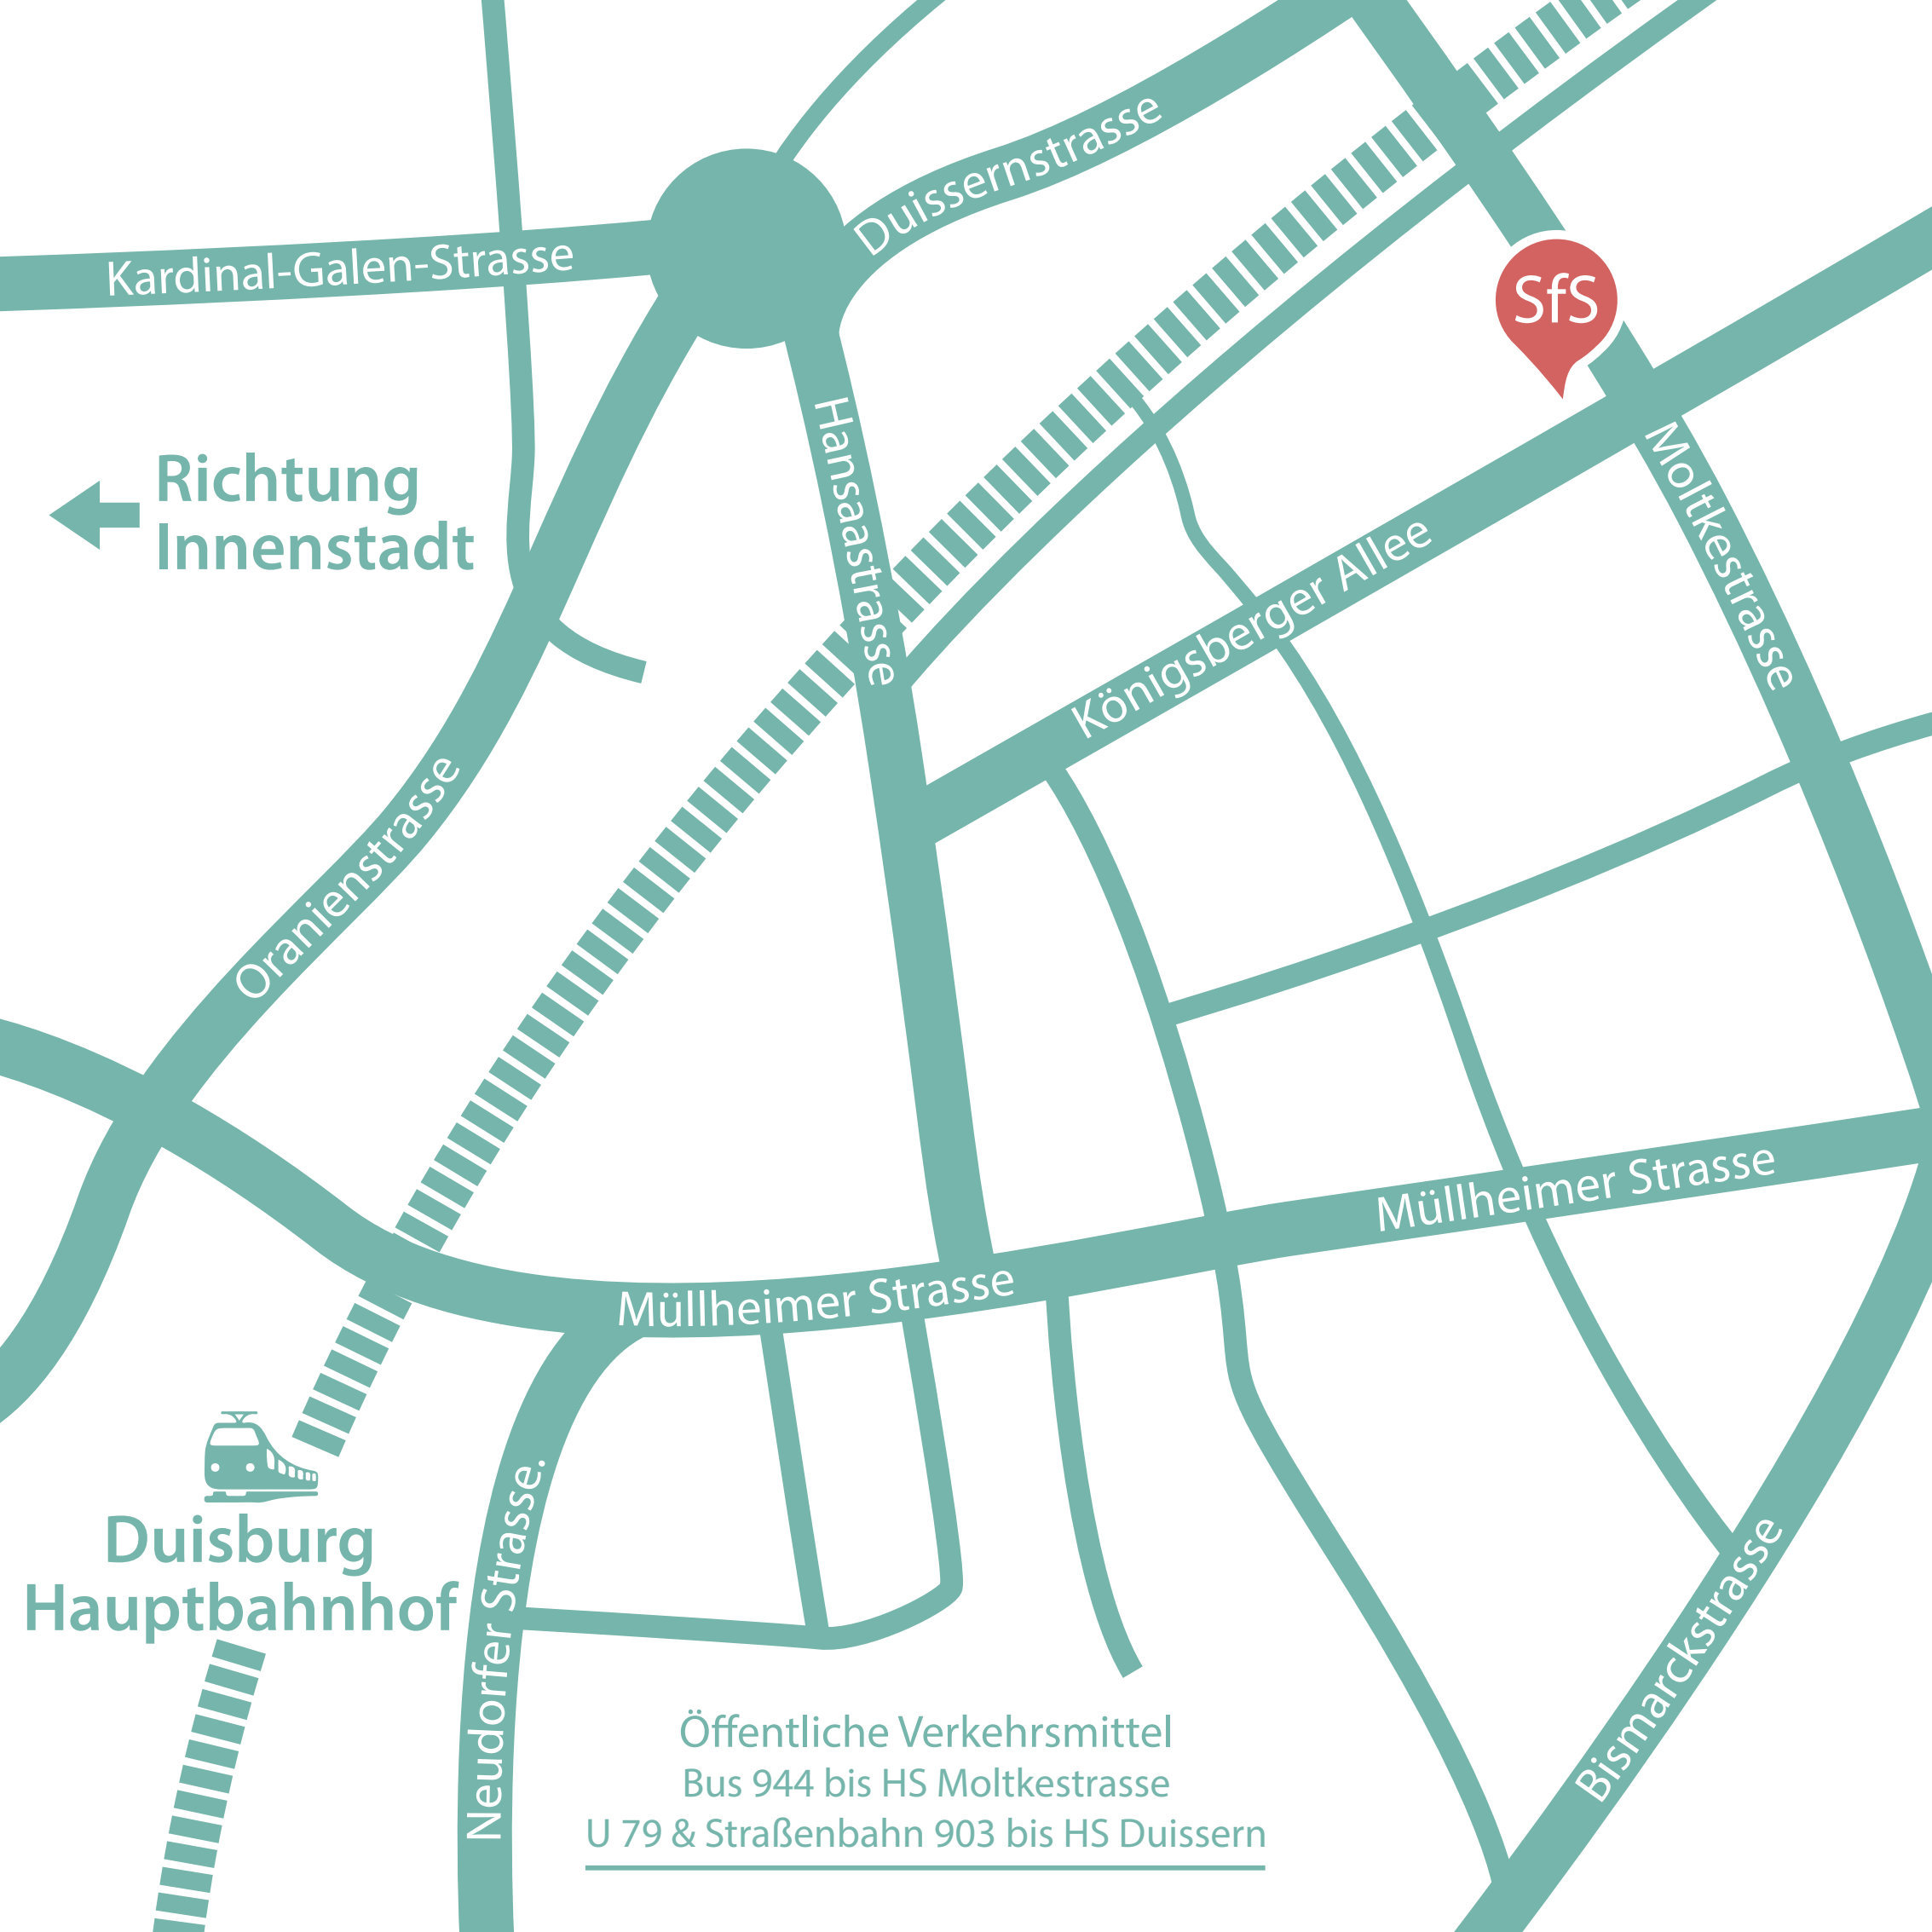 Duissernstrasse
Kardinal-Galen-Strasse
SfS
Hansaastrasse
Moltkestrasse
Richtung
Innenstadt
Königsberger Allee
Oranienstrasse
Müllheimer Strasse
Müllheimer Strasse
Duisburg
Hauptbahnhof
Neudorfer Strasse.
Bismarckstrasse
Öffentliche Verkehrsmittel
Bus 944 bis HS Moltkestrasse
U 79 & Straßenbahn 903 bis HS Duissern